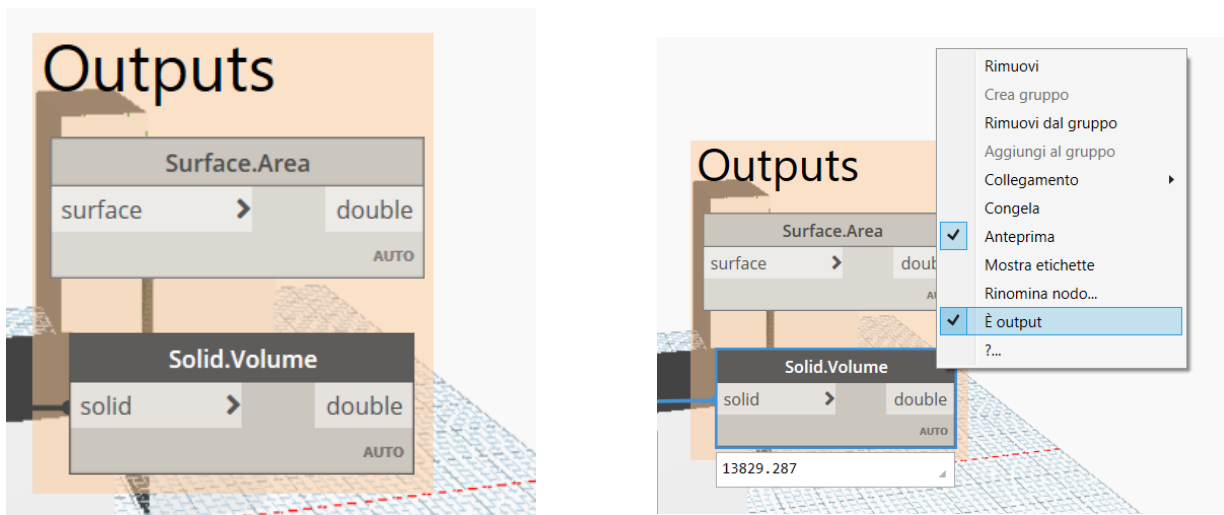 Outputs
Surface.Area
surface > double
AUTO
Solid.Volume
solid > double
AUTO
Outputs
Surface.Area
surface >
Solid.Volume
solid > double
AUTO
13829.287
Rimuovi
Crea gruppo
Rimuovi dal gruppo
Aggiungi al gruppo
Collegamento
Congela
Anteprima
Mostra etichette
Rinomina nodo...
È output
?...